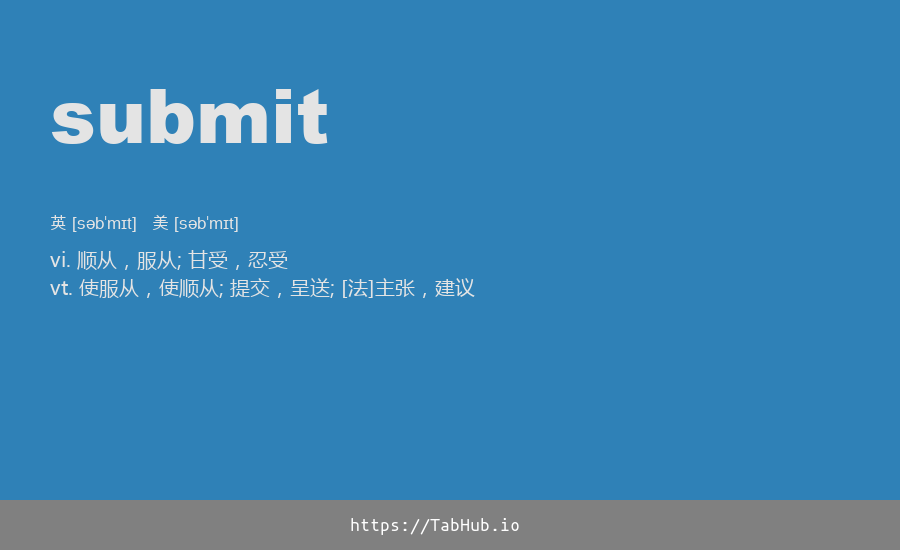 submit
英 [səbˈmɪt] 美 [səbˈmɪt]
vi. 顺从，服从; 甘受，忍受
vt. 使服从，使顺从; 提交，呈送; [法]主张，建议
https://TabHub.io